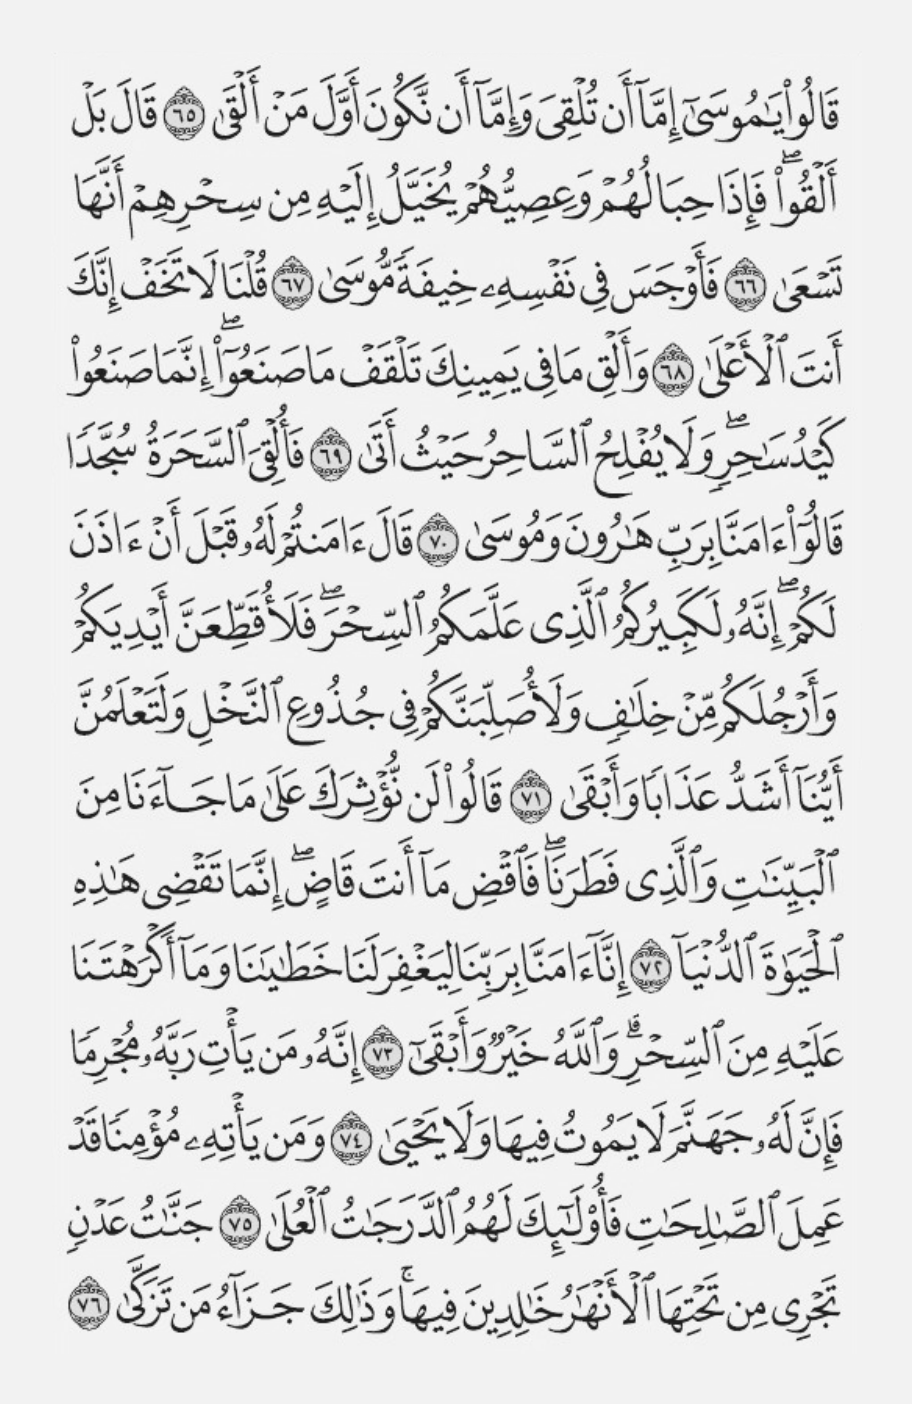 قَالُوا۟ يَـٰمُوسَىٰٓ إِمَّآ أَن تُلْقِىَ وَإِمَّآ أَن نَّكُونَ أَوَّلَ مَنْ أَلْقَىٰ ٦٥ قَالَ بَلْ
أَلْقُوا۟ ۖ فَإِذَا حِبَالُهُمْ وَعِصِيُّهُمْ يُخَيَّلُ إِلَيْهِ مِن سِحْرِهِمْ أَنَّهَا
تَسْعَىٰ ٦٦ فَأَوْجَسَ فِى نَفْسِهِۦ خِيفَةً مُّوسَىٰ ٦٧ قُلْنَا لَا تَخَفْ إِنَّكَ
أَنتَ ٱلْأَعْلَىٰ ٦٨ وَأَلْقِ مَا فِى يَمِينِكَ تَلْقَفْ مَا صَنَعُوٓا۟ ۖ إِنَّمَا صَنَعُوا۟
كَيْدُ سَـٰحِرٍ ۖ وَلَا يُفْلِحُ ٱلسَّاحِرُ حَيْثُ أَتَىٰ ٦٩ فَأُلْقِىَ ٱلسَّحَرَةُ سُجَّدًا
قَالُوٓا۟ ءَامَنَّا بِرَبِّ هَـٰرُونَ وَمُوسَىٰ ٧٠ قَالَ ءَامَنتُمْ لَهُۥ قَبْلَ أَنْ ءَاذَنَ
لَكُمْ ۖ إِنَّهُۥ لَكَبِيرُكُمُ ٱلَّذِى عَلَّمَكُمُ ٱلسِّحْرَ ۖ فَلَأُقَطِّعَنَّ أَيْدِيَكُمْ
وَأَرْجُلَكُم مِّنْ خِلَـٰفٍ وَلَأُصَلِّبَنَّكُمْ فِى جُذُوعِ ٱلنَّخْلِ وَلَتَعْلَمُنَّ
أَيُّنَآ أَشَدُّ عَذَابًا وَأَبْقَىٰ ٧١ قَالُوا۟ لَن نُّؤْثِرَكَ عَلَىٰ مَا جَآءَنَا مِنَ
ٱلْبَيِّنَـٰتِ وَٱلَّذِى فَطَرَنَا ۖ فَٱقْضِ مَآ أَنتَ قَاضٍ ۖ إِنَّمَا تَقْضِى هَـٰذِهِ
ٱلْحَيَوٰةَ ٱلدُّنْيَآ ٧٢ إِنَّآ ءَامَنَّا بِرَبِّنَا لِيَغْفِرَ لَنَا خَطَـٰيَـٰنَا وَمَآ أَكْرَهْتَنَا
عَلَيْهِ مِنَ ٱلسِّحْرِ ۗ وَٱللَّهُ خَيْرٌ وَأَبْقَىٰٓ ٧٣ إِنَّهُۥ مَن يَأْتِ رَبَّهُۥ مُجْرِمًا
فَإِنَّ لَهُۥ جَهَنَّمَ لَا يَمُوتُ فِيهَا وَلَا يَحْيَىٰ ٧٤ وَمَن يَأْتِهِۦ مُؤْمِنًا قَدْ
عَمِلَ ٱلصَّـٰلِحَـٰتِ فَأُو۟لَـٰٓئِكَ لَهُمُ ٱلدَّرَجَـٰتُ ٱلْعُلَىٰ ٧٥ جَنَّـٰتُ عَدْنٍ
تَجْرِى مِن تَحْتِهَا ٱلْأَنْهَـٰرُ خَـٰلِدِينَ فِيهَا ۚ وَذَٰلِكَ جَزَآءُ مَن تَزَكَّىٰ ٧٦